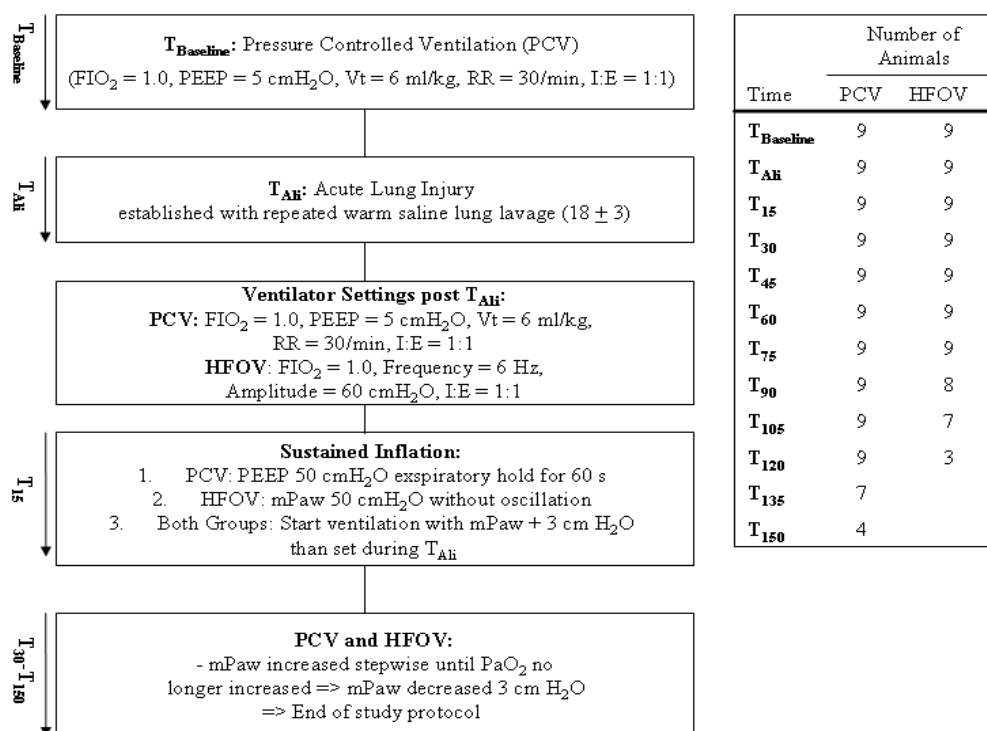 T_Baseline
T_Baseline: Pressure Controlled Ventilation (PCV)
(FIO₂ = 1.0, PEEP = 5 cmH₂O, Vt = 6 ml/kg, RR = 30/min, I:E = 1:1)
T_Ali
T_Ali: Acute Lung Injury
established with repeated warm saline lung lavage (18 ± 3)
Ventilator Settings post T_Ali:
PCV: FIO₂ = 1.0, PEEP = 5 cmH₂O, Vt = 6 ml/kg,
RR = 30/min, I:E = 1:1
HFOV: FIO₂ = 1.0, Frequency = 6 Hz,
Amplitude = 60 cmH₂O, I:E = 1:1
T₁₅
Sustained Inflation:
1. PCV: PEEP 50 cmH₂O exspiratory hold for 60 s
2. HFOV: mPaw 50 cmH₂O without oscillation
3. Both Groups: Start ventilation with mPaw + 3 cm H₂O
than set during T_Ali
T₃₀-T₁₅₀
PCV and HFOV:
- mPaw increased stepwise until PaO₂ no
longer increased => mPaw decreased 3 cm H₂O
=> End of study protocol
Number of
Animals
Time PCV HFOV
T_Baseline 9 9
T_Ali 9 9
T₁₅ 9 9
T₃₀ 9 9
T₄₅ 9 9
T₆₀ 9 9
T₇₅ 9 9
T₉₀ 9 8
T₁₀₅ 9 7
T₁₂₀ 9 3
T₁₃₅ 7
T₁₅₀ 4